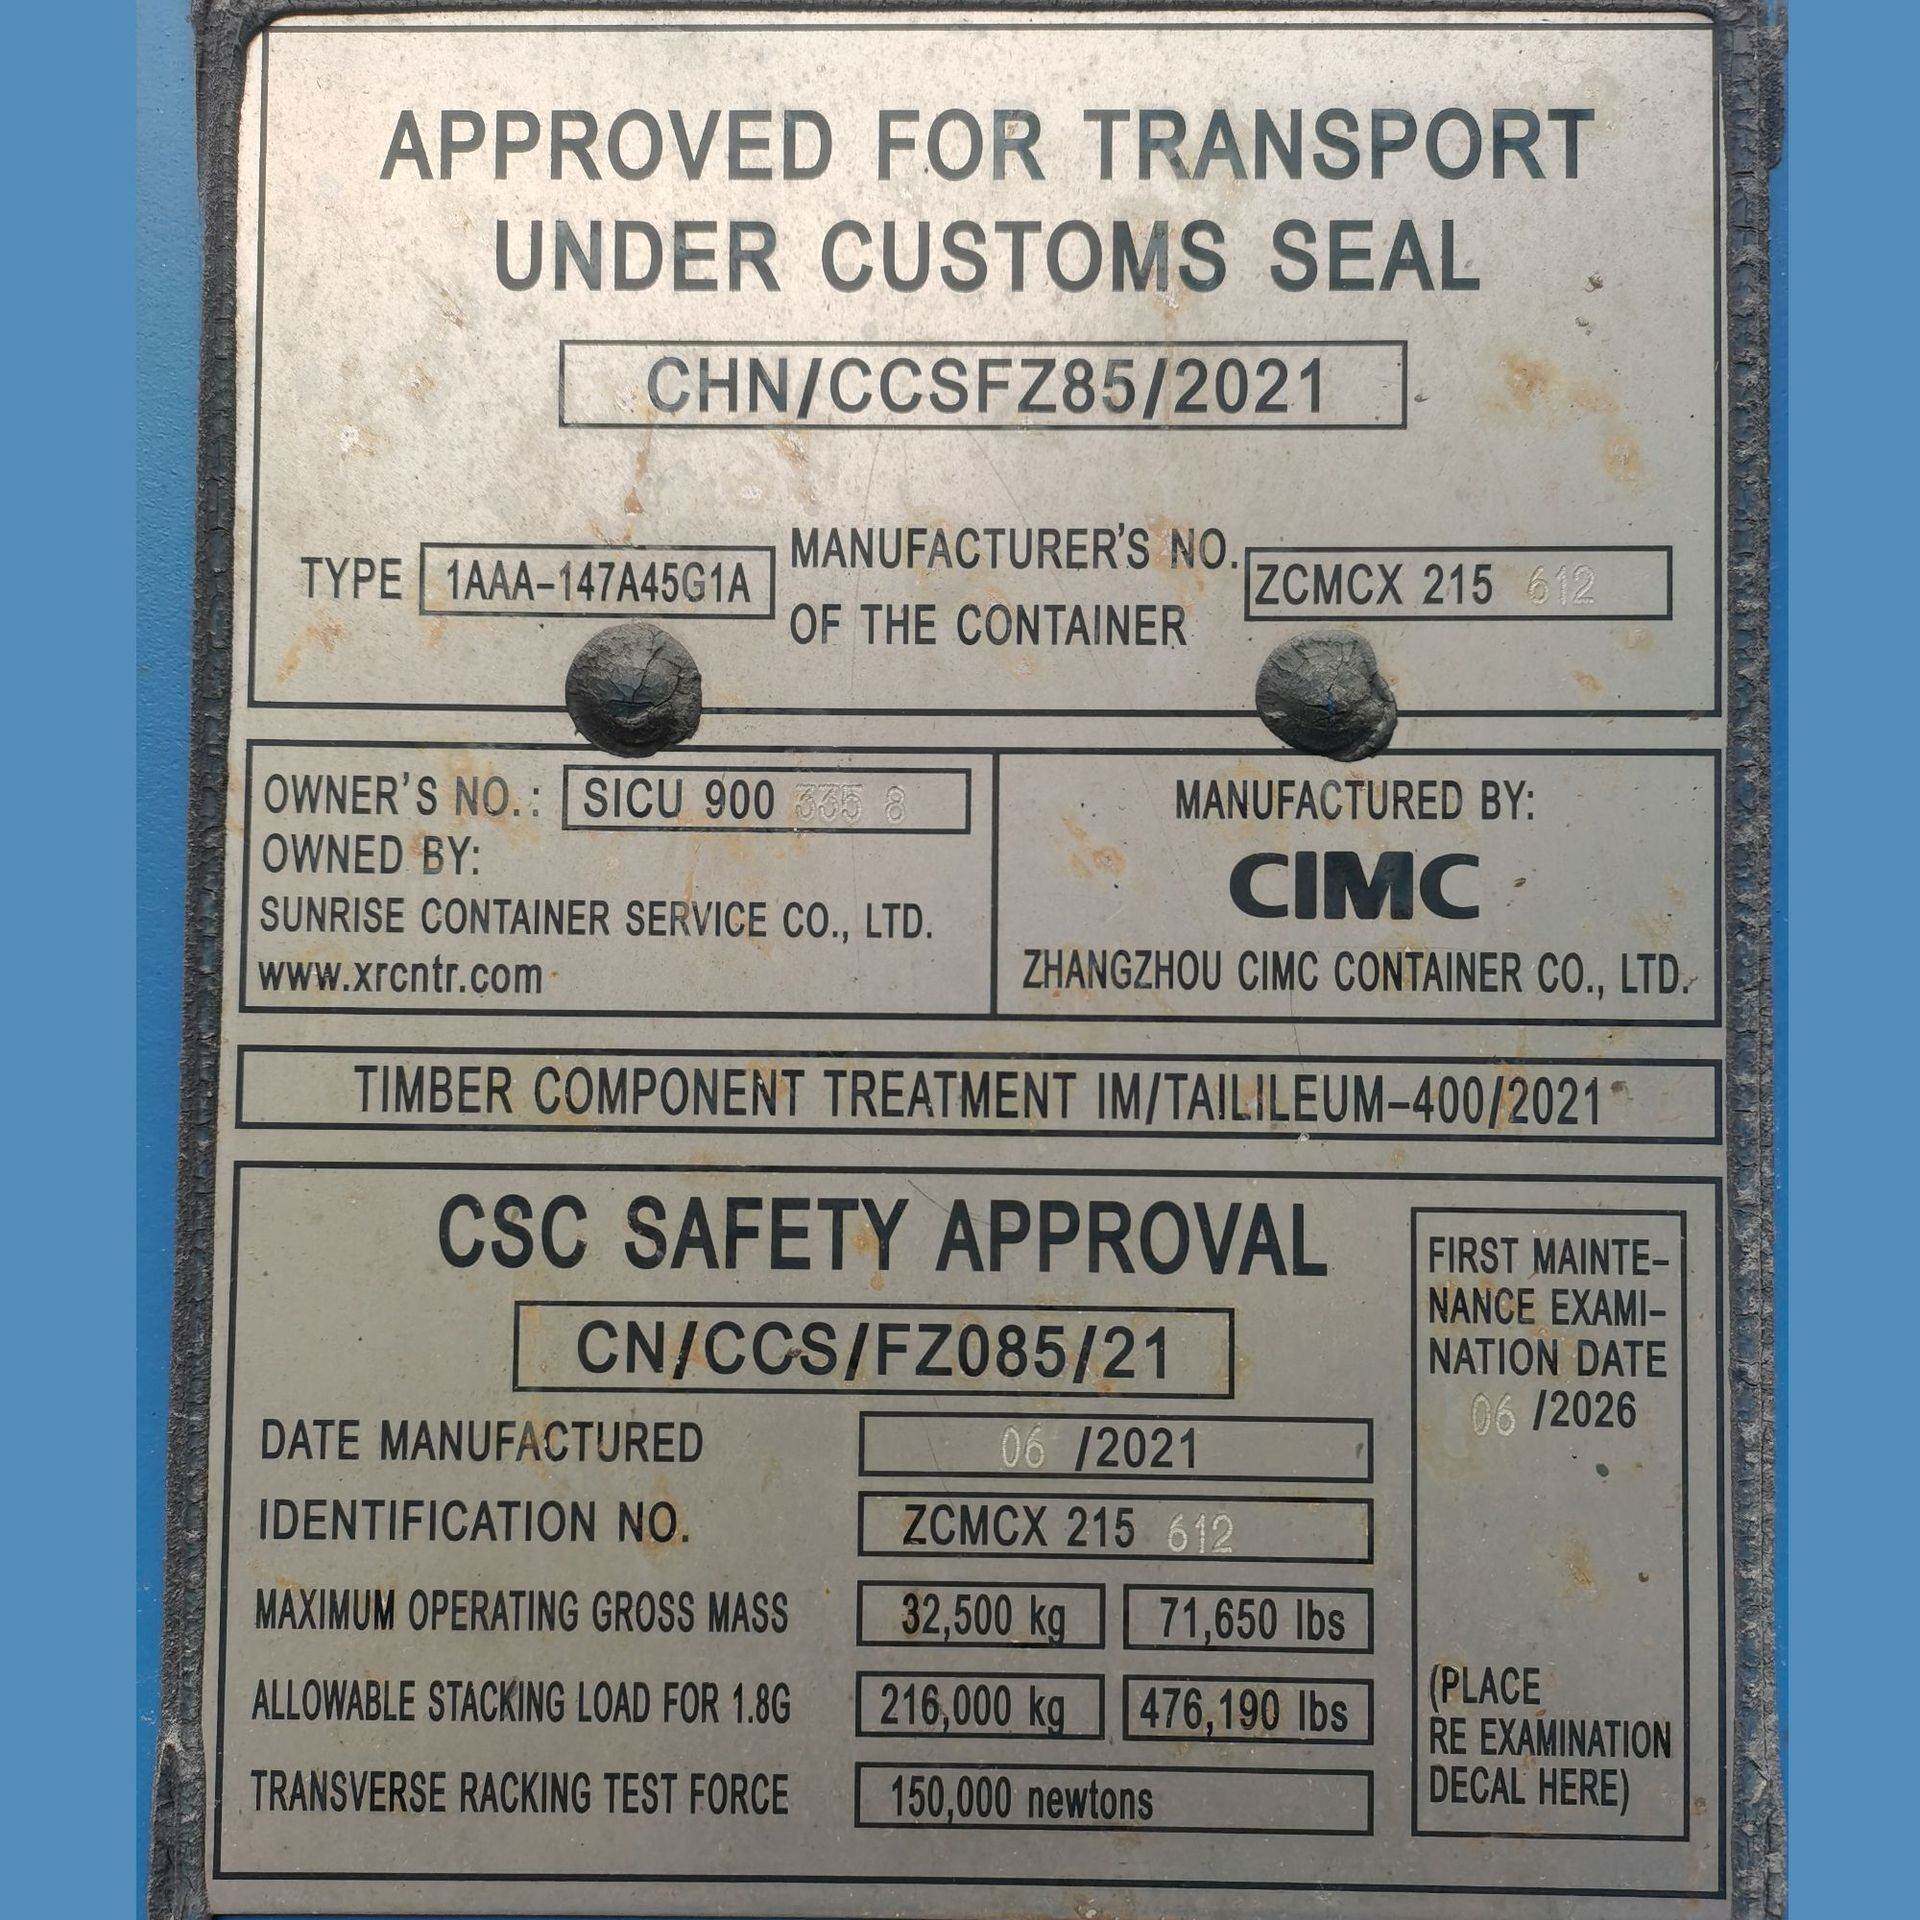 APPROVED FOR TRANSPORT
UNDER CUSTOMS SEAL
CHN/CCSFZ85/2021
TYPE 1AAA-147A45G1A MANUFACTURER'S NO. OF THE CONTAINER ZCMCX 215 612
OWNER'S NO.: SICU 900 335 8
OWNED BY:
SUNRISE CONTAINER SERVICE CO., LTD.
www.xrcntr.com
MANUFACTURED BY:
CIMC
ZHANGZHOU CIMC CONTAINER CO., LTD.
TIMBER COMPONENT TREATMENT IM/TAILILEUM-400/2021
CSC SAFETY APPROVAL
CN/CCS/FZ085/21
DATE MANUFACTURED 06 /2021
IDENTIFICATION NO. ZCMCX 215 612
MAXIMUM OPERATING GROSS MASS 32,500 kg 71,650 lbs
ALLOWABLE STACKING LOAD FOR 1.8G 216,000 kg 476,190 lbs
TRANSVERSE RACKING TEST FORCE 150,000 newtons
FIRST MAINTE-
NANCE EXAMI-
NATION DATE
06 /2026
(PLACE
RE EXAMINATION
DECAL HERE)